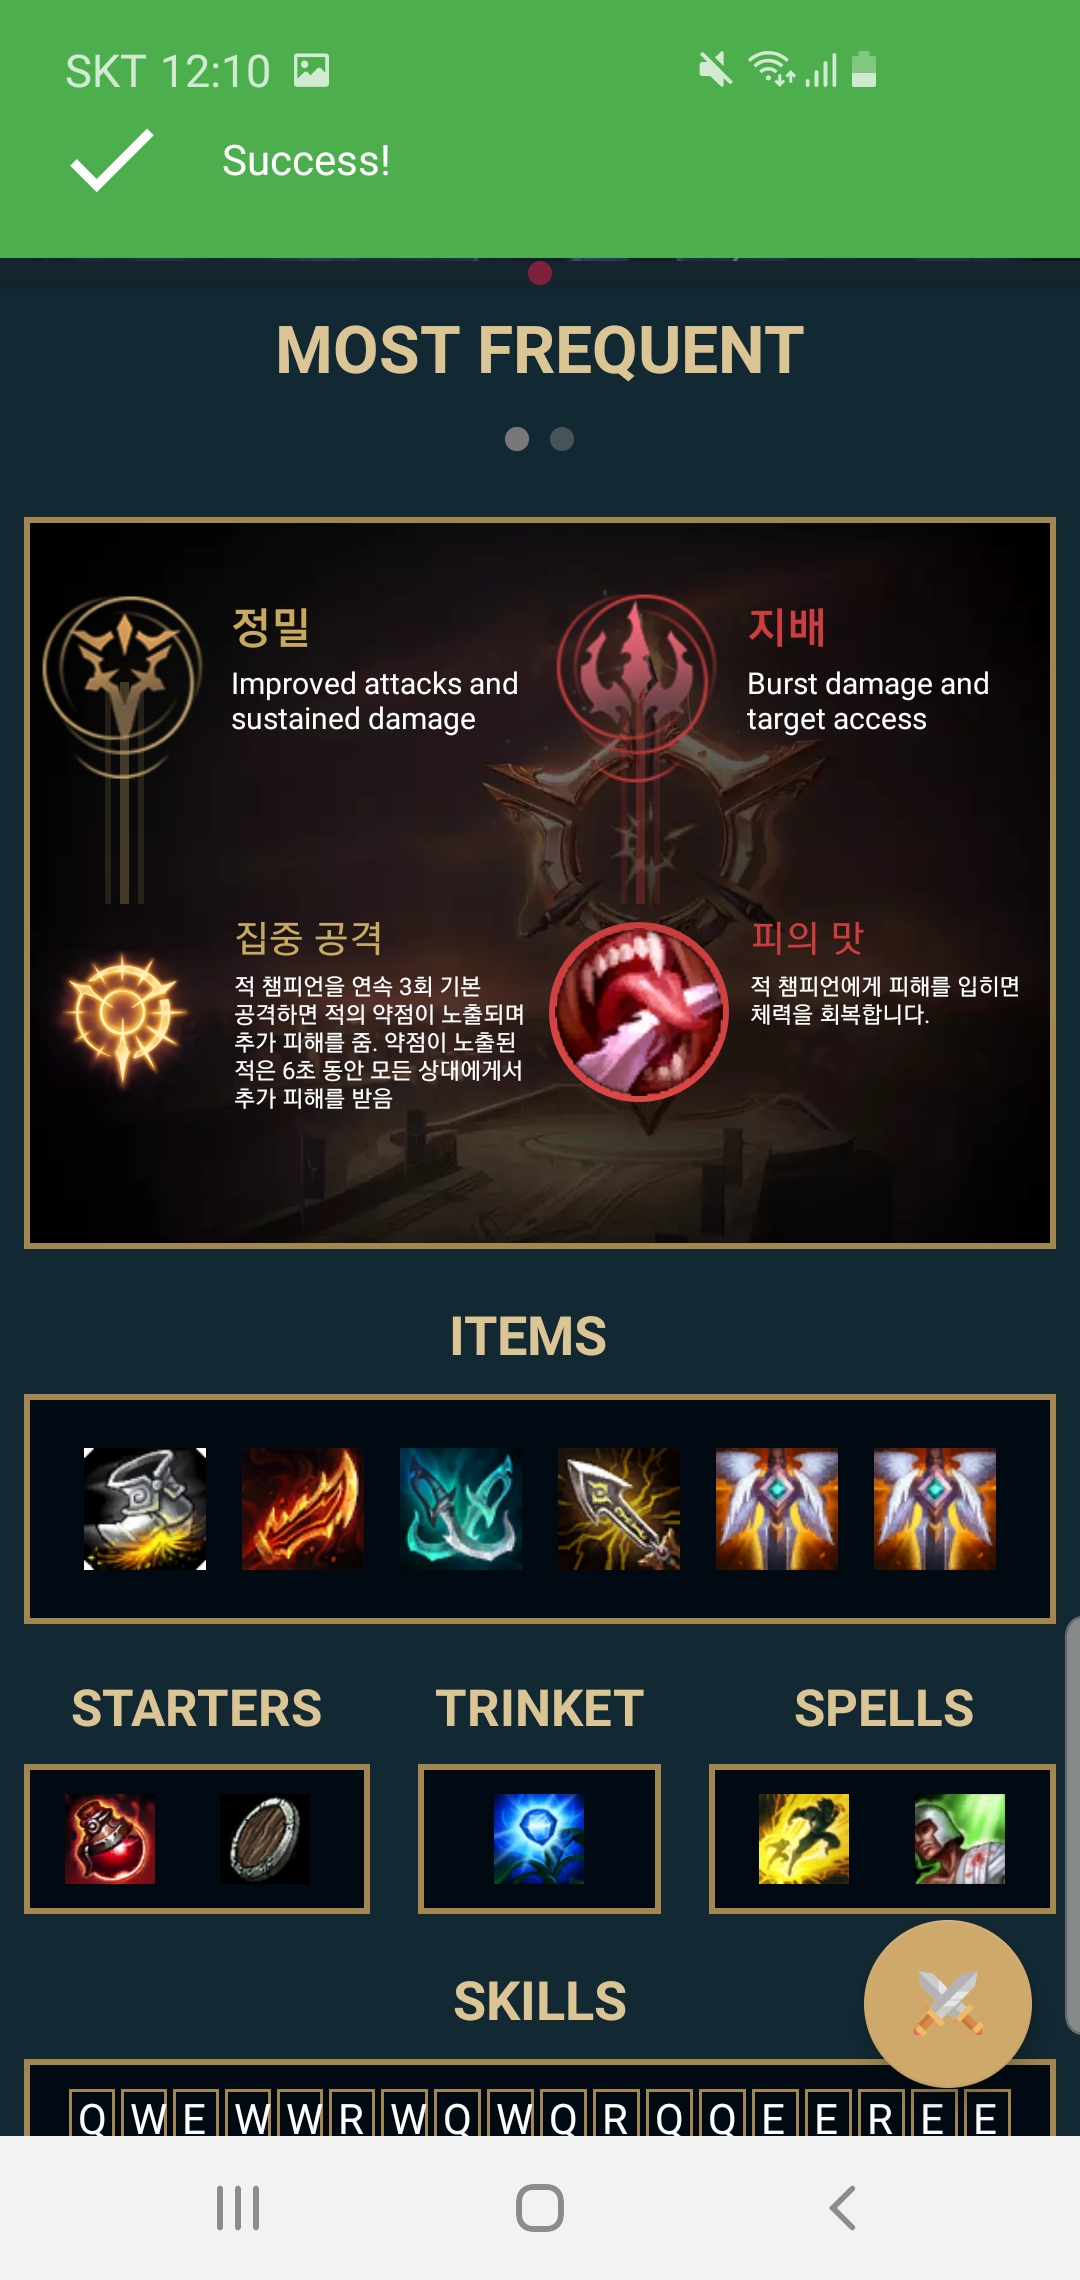 SKT 12:10
Success!
MOST FREQUENT
정밀
Improved attacks and
sustained damage
지배
Burst damage and
target access
집중 공격
적 챔피언을 연속 3회 기본
공격하면 적의 약점이 노출되며
추가 피해를 줌. 약점이 노출된
적은 6초 동안 모든 상대에게서
추가 피해를 받음
피의 맛
적 챔피언에게 피해를 입히면
체력을 회복합니다.
ITEMS
STARTERS
TRINKET
SPELLS
SKILLS
Q W E W W R W Q W Q R Q Q E E R E E